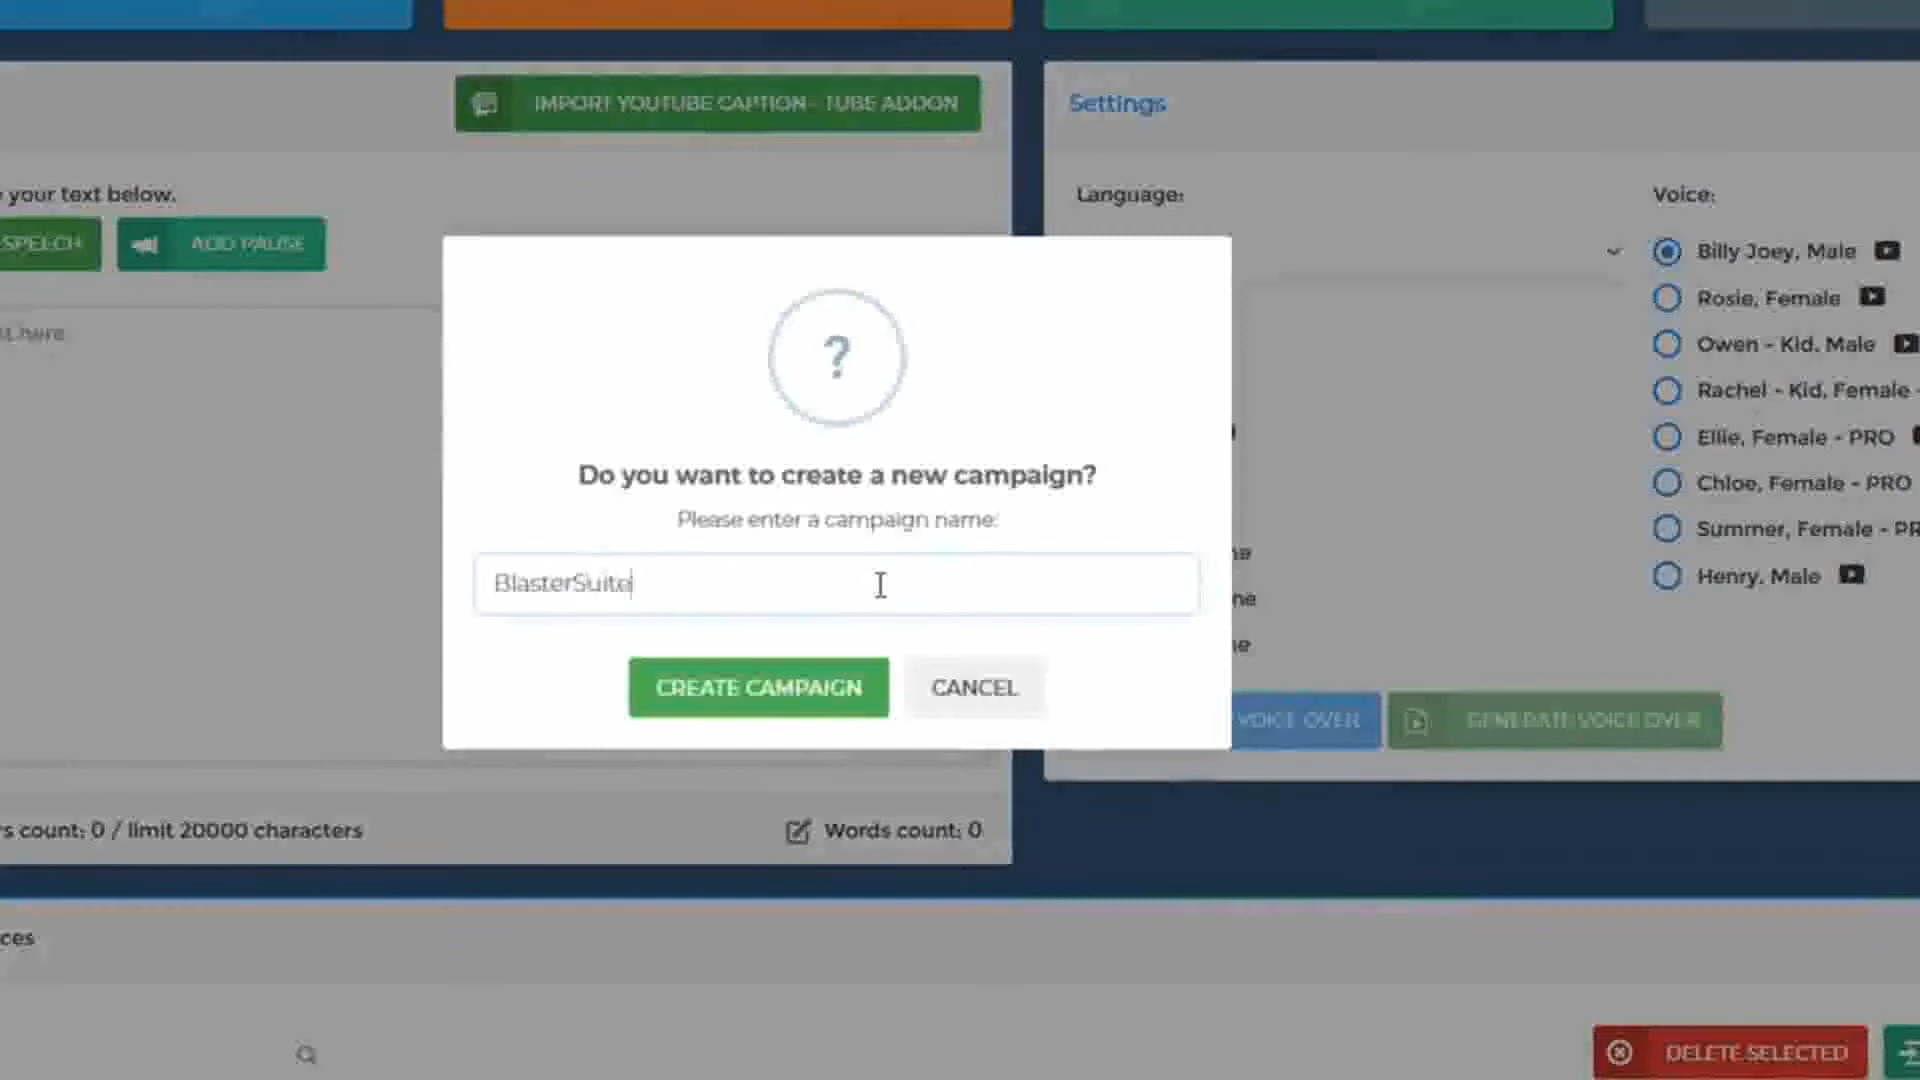 IMPORT YOUTUBE CAPTION - TUBE ADDON
Settings
your text below.
Language:
Voice:
SPEECH
ADD PAUSE
Billy Joey, Male
Rosie, Female
Owen - Kid, Male
Rachel - Kid, Female -
Ellie, Female - PRO
Chloe, Female - PRO
Summer, Female - PR
Henry, Male
here
?
Do you want to create a new campaign?
Please enter a campaign name:
BlasterSuite
CREATE CAMPAIGN
CANCEL
VOICE OVER
GENERATE VOICE OVER
s count: 0 / limit 20000 characters
Words count: 0
ces
DELETE SELECTED